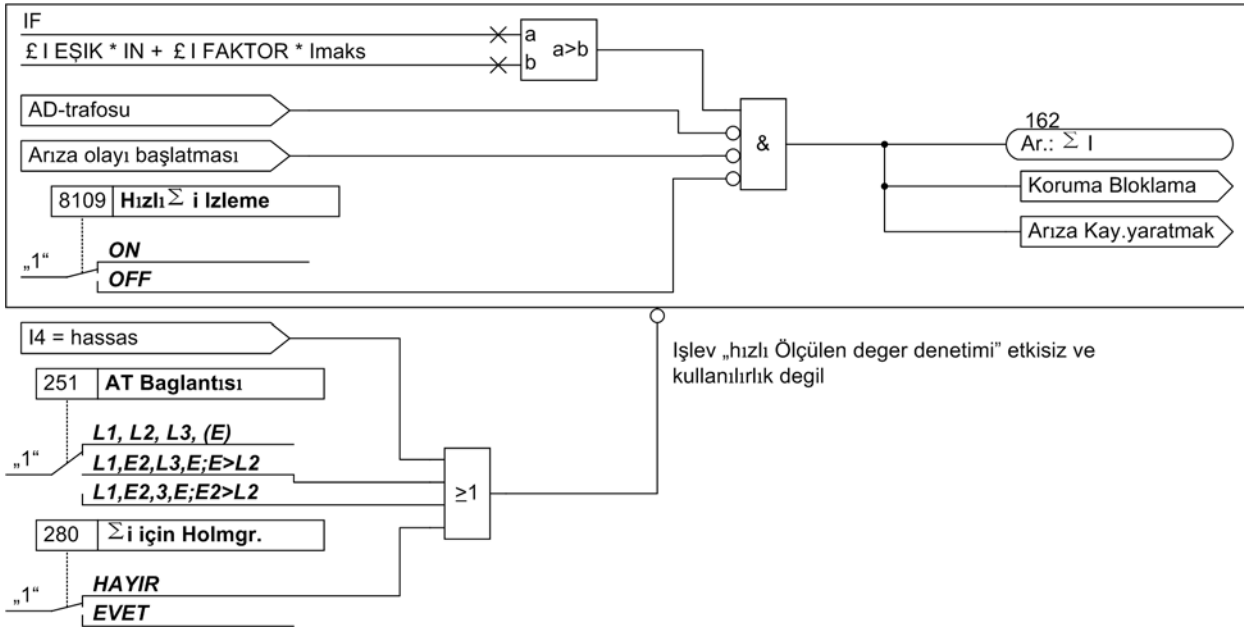 IF
£ I EŞIK * IN + £ I FAKTOR * Imaks
a
b
a>b
AD-trafosu
Arıza olayı başlatması
8109 Hızlı Σ i Izleme
„1“
ON
OFF
&
162
Ar.: Σ I
Koruma Bloklama
Arıza Kay.yaratmak
I4 = hassas
251 AT Baglantısı
„1“
L1, L2, L3, (E)
L1,E2,L3,E;E>L2
L1,E2,3,E;E2>L2
280 Σ i için Holmgr.
„1“
HAYIR
EVET
≥1
Işlev „hızlı Ölçülen deger denetimi” etkisiz ve
kullanılırlık degil